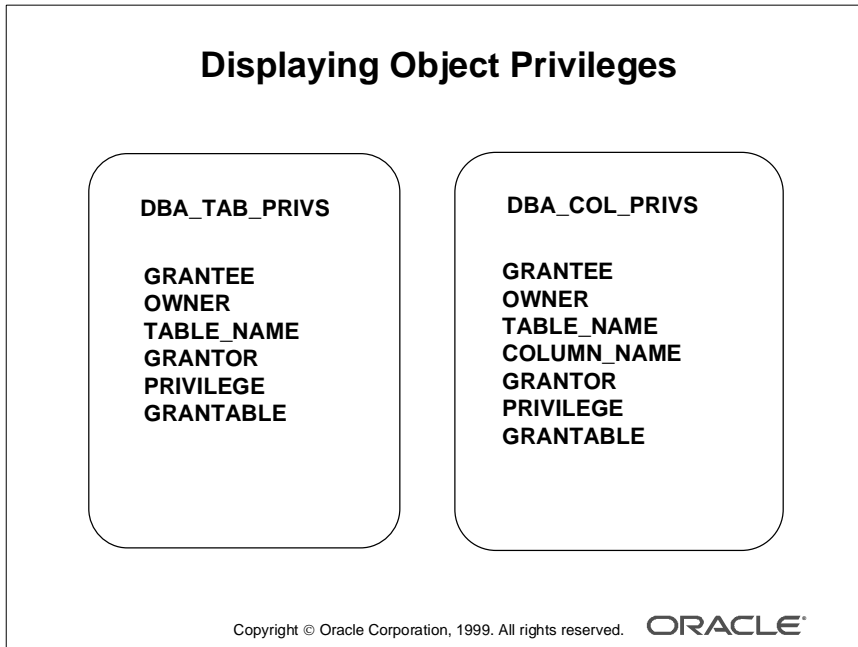 Displaying Object Privileges
DBA_TAB_PRIVS
GRANTEE
OWNER
TABLE_NAME
GRANTOR
PRIVILEGE
GRANTABLE
DBA_COL_PRIVS
GRANTEE
OWNER
TABLE_NAME
COLUMN_NAME
GRANTOR
PRIVILEGE
GRANTABLE
Copyright © Oracle Corporation, 1999. All rights reserved. ORACLE®